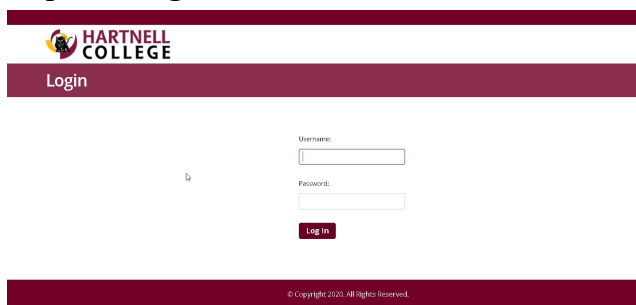 HARTNELL
COLLEGE
Login
Username:
Password:
Log In
© Copyright 2020. All Rights Reserved.